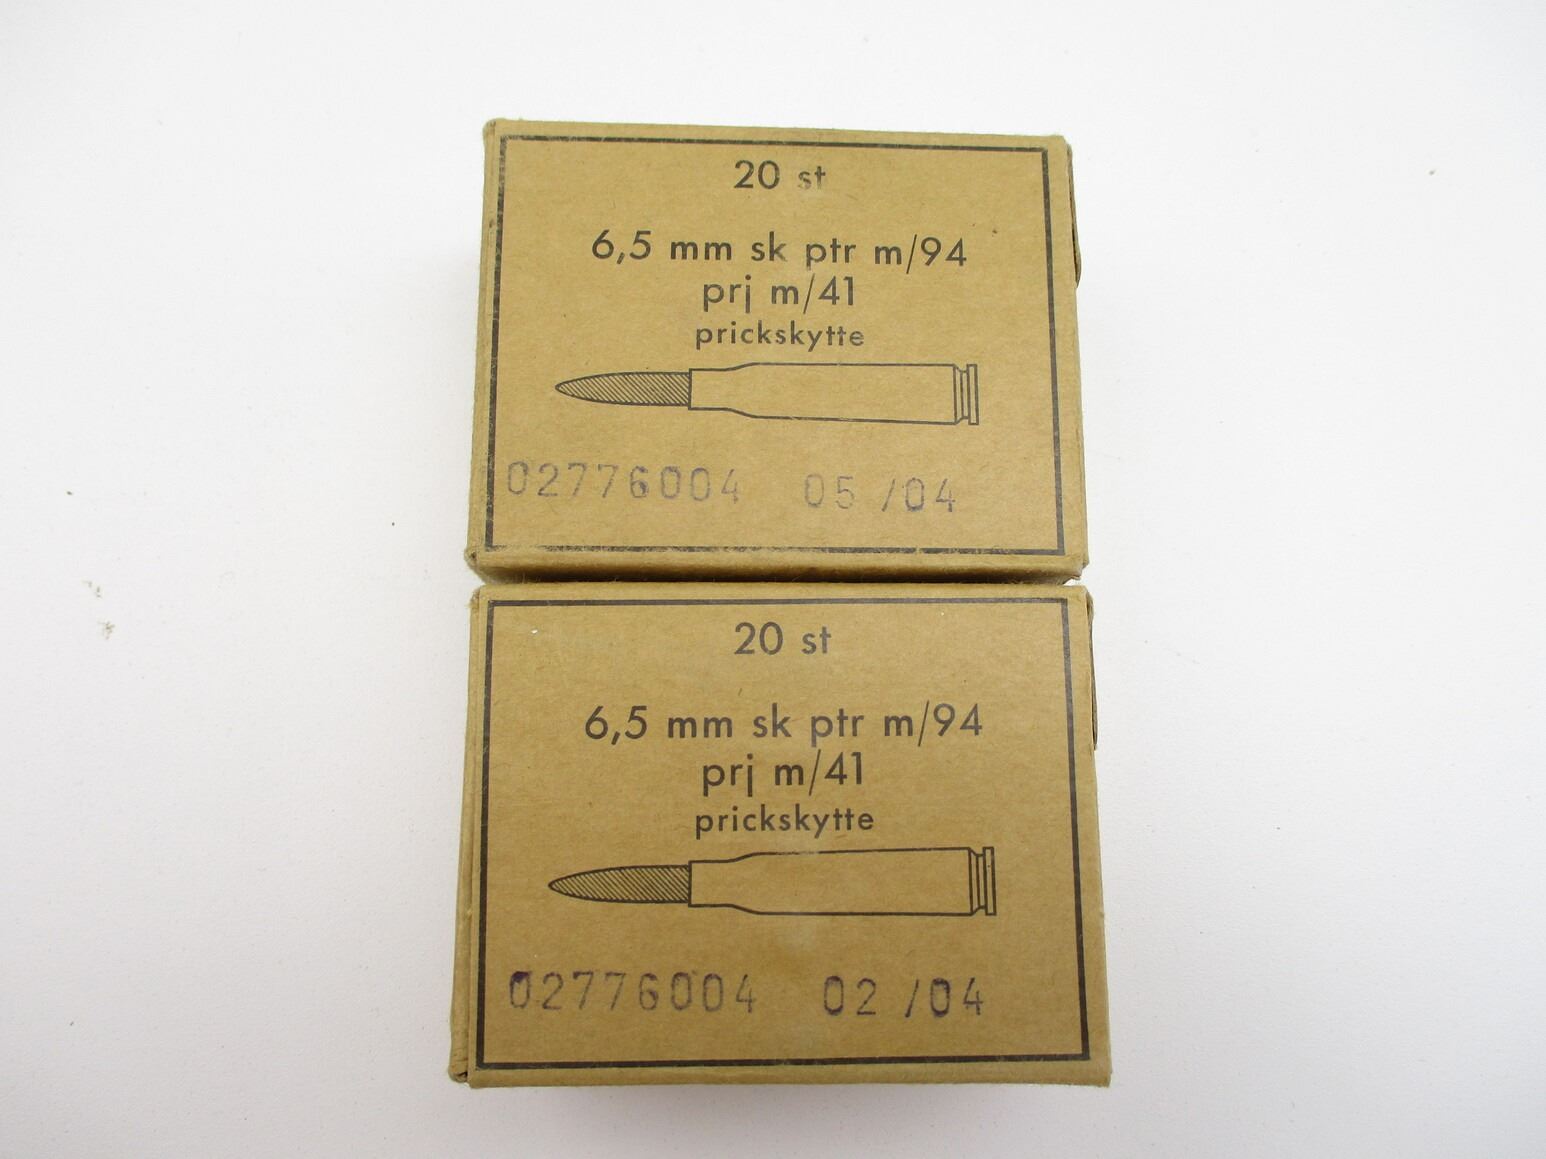 20 st
6,5 mm sk ptr m/94
prj m/41
prickskytte
02776004 05 /04
20 st
6,5 mm sk ptr m/94
prj m/41
prickskytte
02776004 02 /04